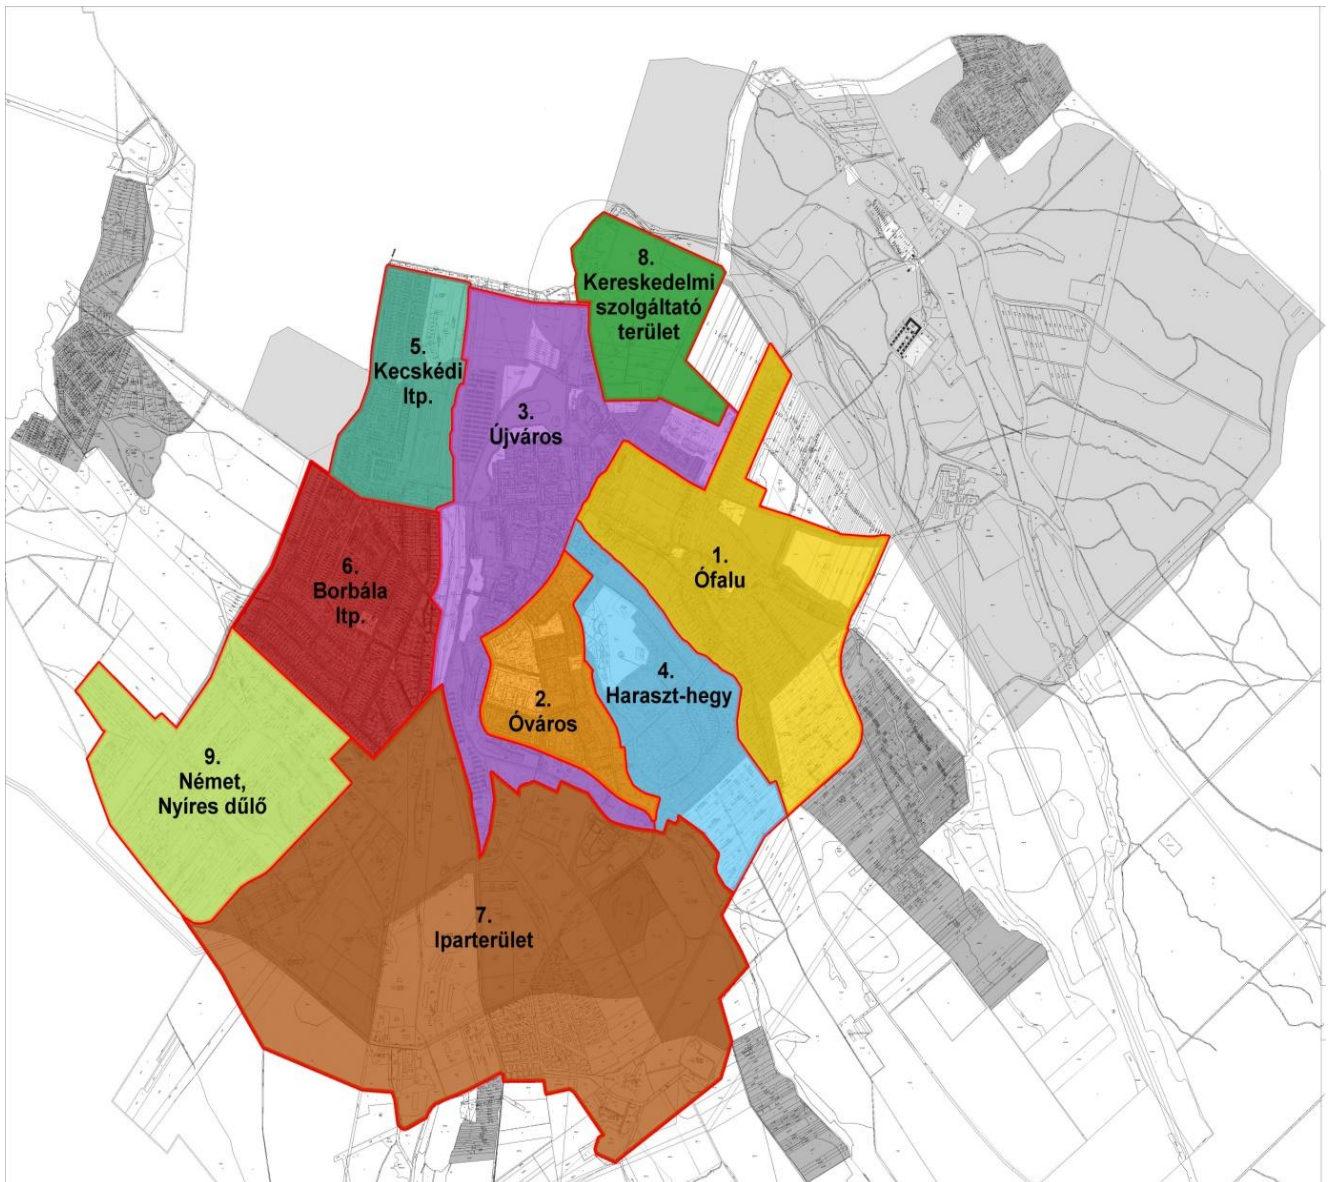 8.
Kereskedelmi
szolgáltató
terület
5.
Kecskédi
ltp.
3.
Újváros
1.
Ófalu
6.
Borbála
ltp.
4.
Haraszt-hegy
2.
Óváros
9.
Német,
Nyíres dűlő
7.
Iparterület